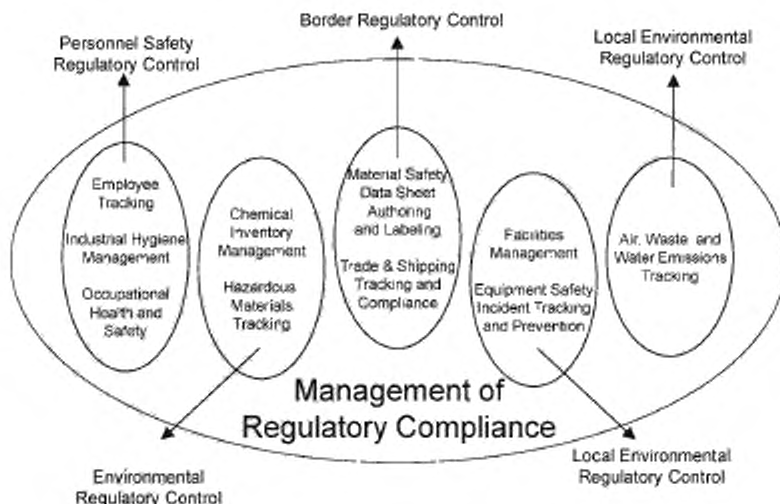 Border Regulatory Control
Personnel Safety
Regulatory Control
Local Environmental
Regulatory Control
Employee
Tracking
Industrial Hygiene
Management
Occupational
Health and
Safety
Chemical
Inventory
Management
Hazardous
Materials
Tracking
Material Safety
Data Sheet
Authoring
and Labeling
Trade & Shipping
Tracking and
Compliance
Facilities
Management
Equipment Safety
Incident Tracking
and Prevention
Air, Waste and
Water Emissions
Tracking
Management of
Regulatory Compliance
Environmental
Regulatory Control
Local Environmental
Regulatory Control